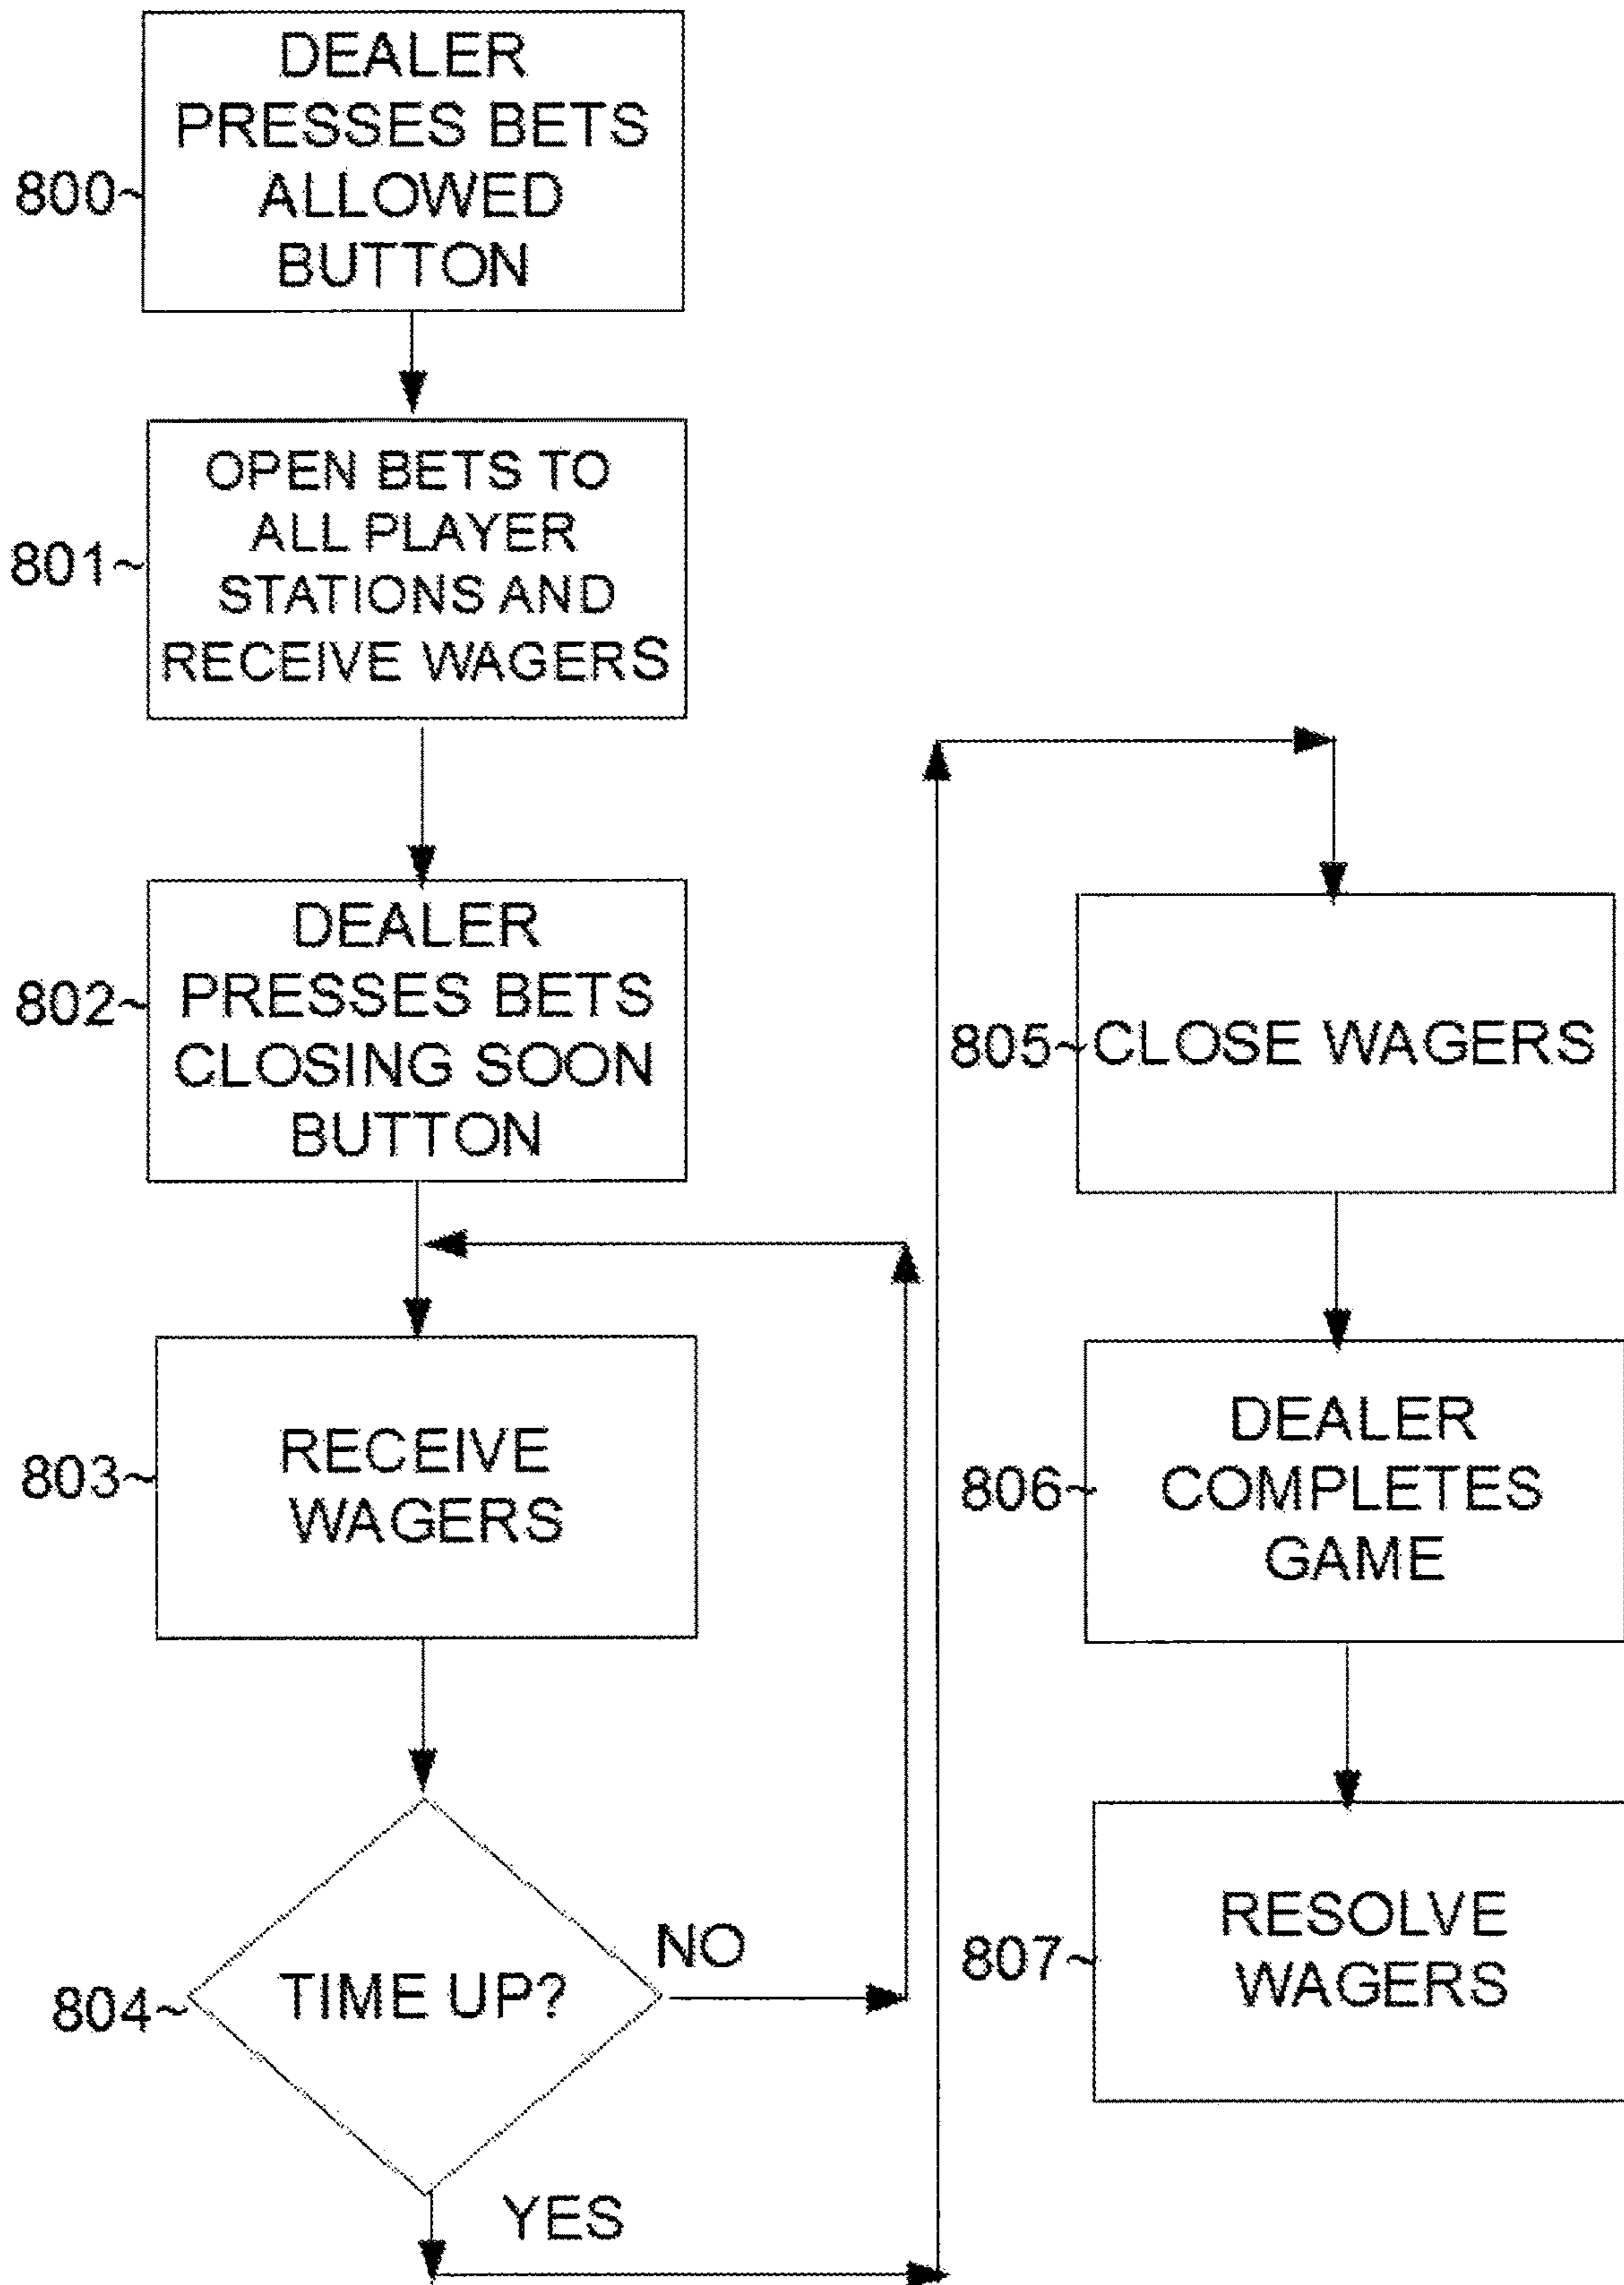 DEALER
PRESSES BETS
ALLOWED
BUTTON
800~
OPEN BETS TO
ALL PLAYER
STATIONS AND
RECEIVE WAGERS
801~
DEALER
PRESSES BETS
CLOSING SOON
BUTTON
802~
RECEIVE
WAGERS
803~
TIME UP?
804~
NO
YES
805~
CLOSE WAGERS
DEALER
COMPLETES
GAME
806~
RESOLVE
WAGERS
807~